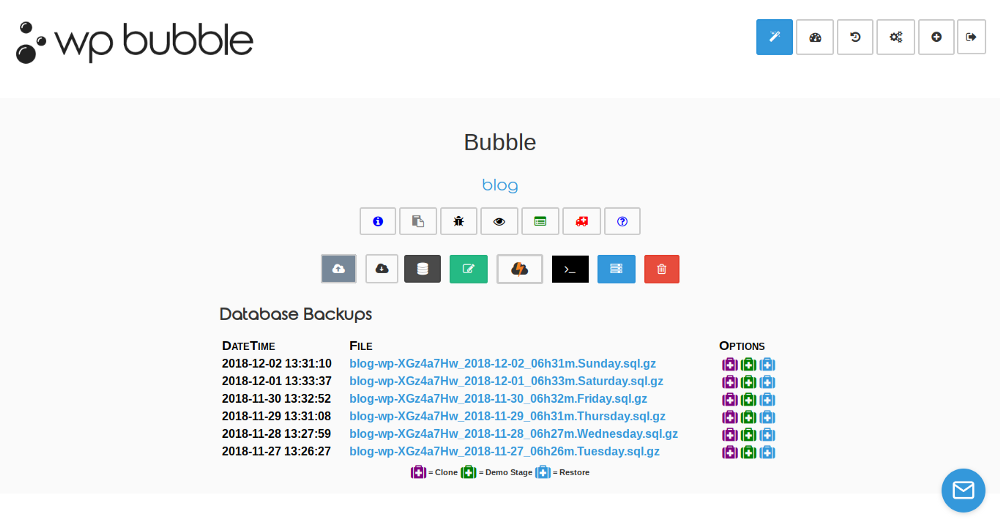 wp bubble
Bubble
blog
Database Backups
DateTime File Options
2018-12-02 13:31:10 blog-wp-XGz4a7Hw_2018-12-02_06h31m.Sunday.sql.gz
2018-12-01 13:33:37 blog-wp-XGz4a7Hw_2018-12-01_06h33m.Saturday.sql.gz
2018-11-30 13:32:52 blog-wp-XGz4a7Hw_2018-11-30_06h32m.Friday.sql.gz
2018-11-29 13:31:08 blog-wp-XGz4a7Hw_2018-11-29_06h31m.Thursday.sql.gz
2018-11-28 13:27:59 blog-wp-XGz4a7Hw_2018-11-28_06h27m.Wednesday.sql.gz
2018-11-27 13:26:27 blog-wp-XGz4a7Hw_2018-11-27_06h26m.Tuesday.sql.gz
= Clone = Demo Stage = Restore